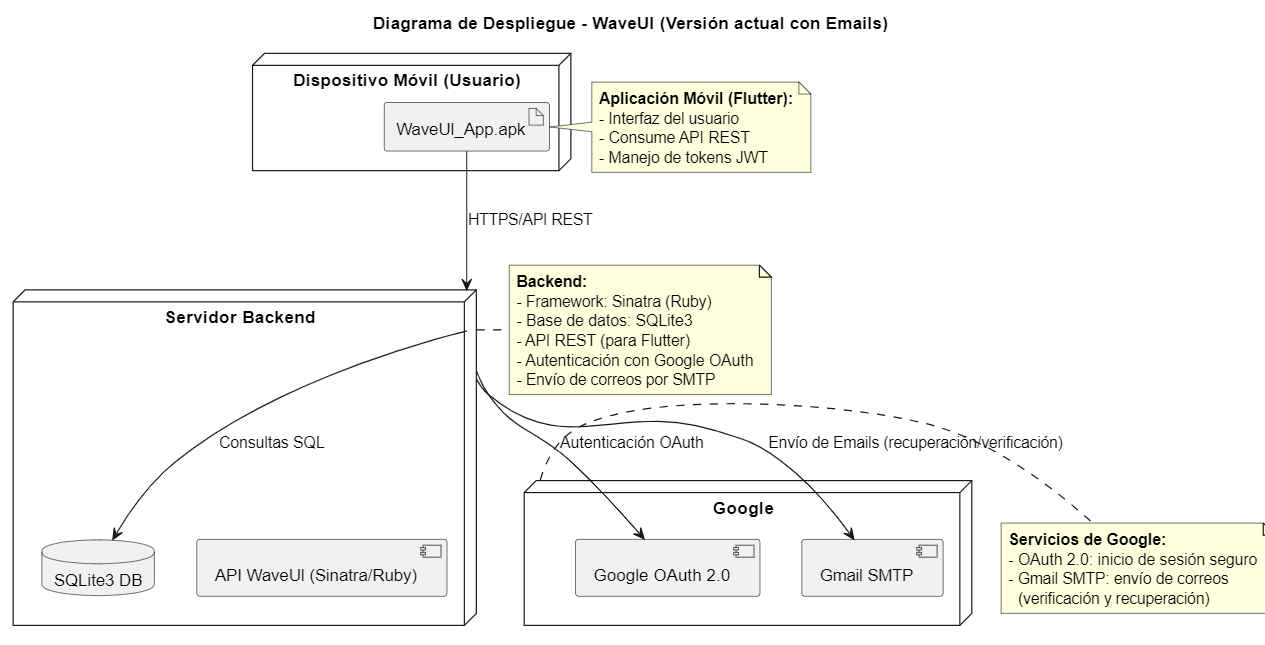 Diagrama de Despliegue - WaveUI (Versión actual con Emails)
Dispositivo Móvil (Usuario)
WaveUI_App.apk
Aplicación Móvil (Flutter):
- Interfaz del usuario
- Consume API REST
- Manejo de tokens JWT
HTTPS/API REST
Servidor Backend
Backend:
- Framework: Sinatra (Ruby)
- Base de datos: SQLite3
- API REST (para Flutter)
- Autenticación con Google OAuth
- Envío de correos por SMTP
Consultas SQL
Autenticación OAuth
Envío de Emails (recuperación/verificación)
Google
SQLite3 DB
API WaveUI (Sinatra/Ruby)
Google OAuth 2.0
Gmail SMTP
Servicios de Google:
- OAuth 2.0: inicio de sesión seguro
- Gmail SMTP: envío de correos
(verificación y recuperación)